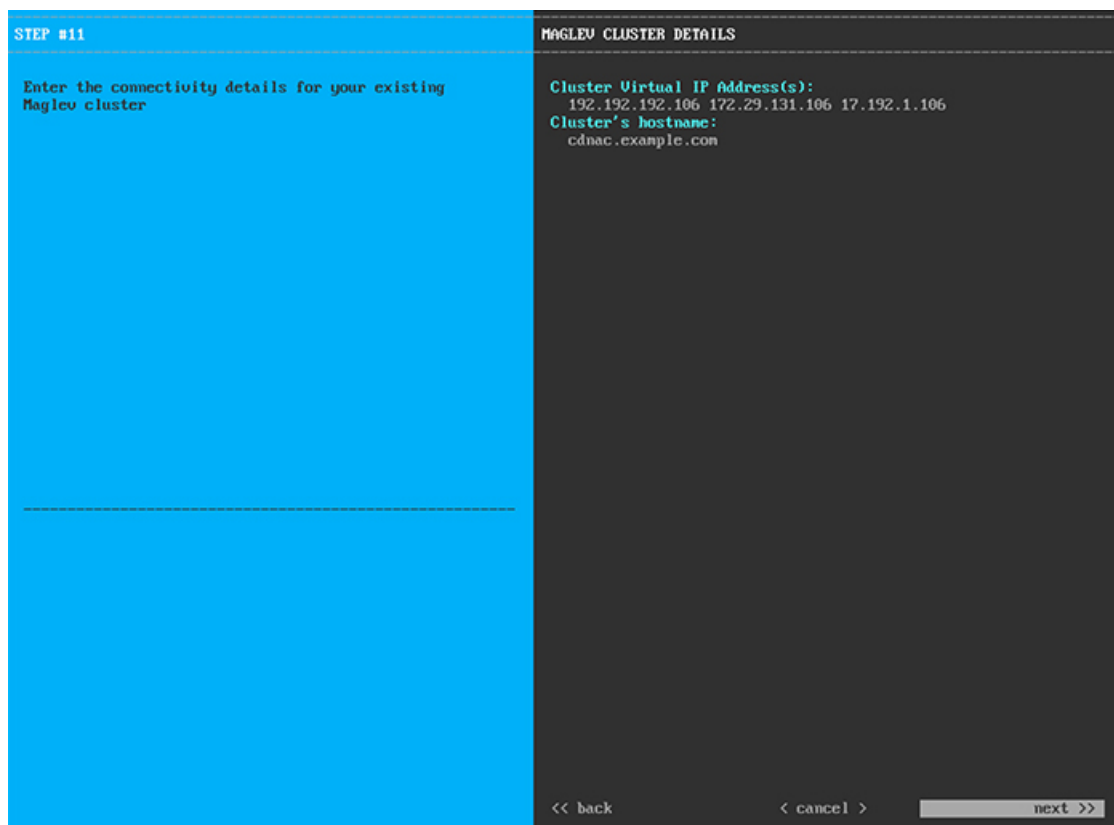 STEP #11
Enter the connectivity details for your existing
Maglev cluster
MAGLEV CLUSTER DETAILS
Cluster Virtual IP Address(s):
192.192.192.106 172.29.131.106 17.192.1.106
Cluster's hostname:
cdnac.example.com
<< back < cancel > next >>